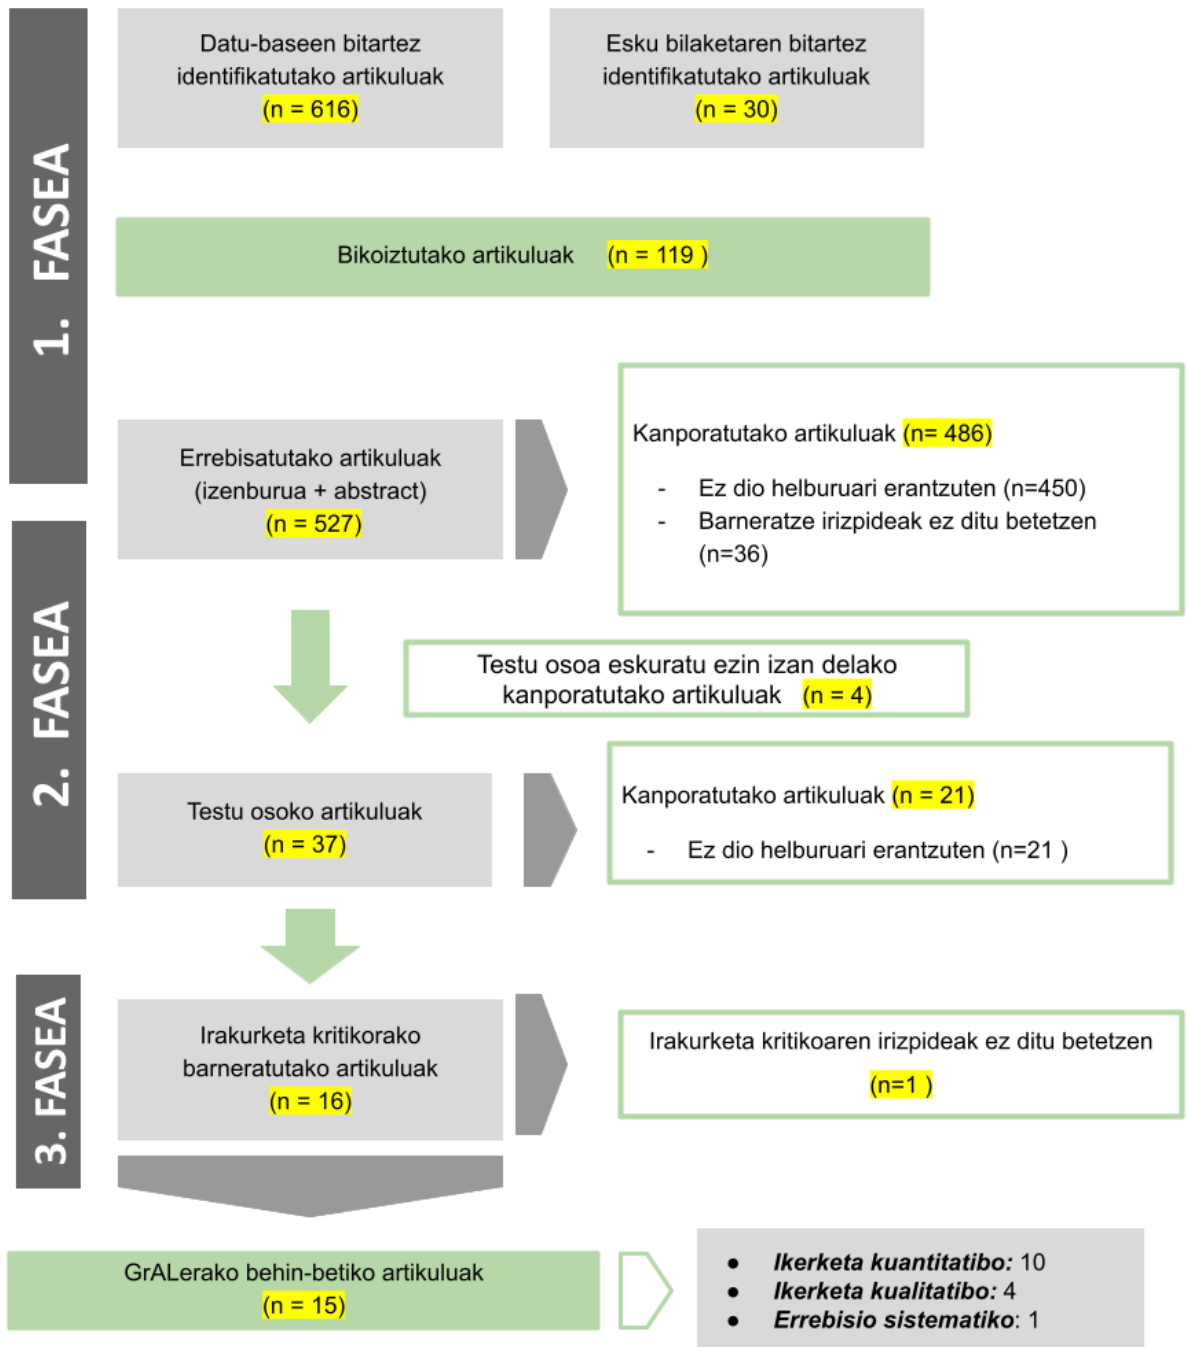 1. FASEA
Datu-baseen bitartez
identifikatutako artikuluak
(n = 616)
Esku bilaketaren bitartez
identifikatutako artikuluak
(n = 30)
Bikoiztutako artikuluak (n = 119 )
Errebisatutako artikuluak
(izenburua + abstract)
(n = 527)
Kanporatutako artikuluak (n= 486)
- Ez dio helburuari erantzuten (n=450)
- Barneratze irizpideak ez ditu betetzen
(n=36)
2. FASEA
Testu osoa eskuratu ezin izan delako
kanporatutako artikuluak (n = 4)
Testu osoko artikuluak
(n = 37)
Kanporatutako artikuluak (n = 21)
- Ez dio helburuari erantzuten (n=21 )
3. FASEA
Irakurketa kritikorako
barneratutako artikuluak
(n = 16)
Irakurketa kritikoaren irizpideak ez ditu betetzen
(n=1 )
GrALerako behin-betiko artikuluak
(n = 15)
● Ikerketa kuantitatibo: 10
● Ikerketa kualitatibo: 4
● Errebisio sistematiko: 1